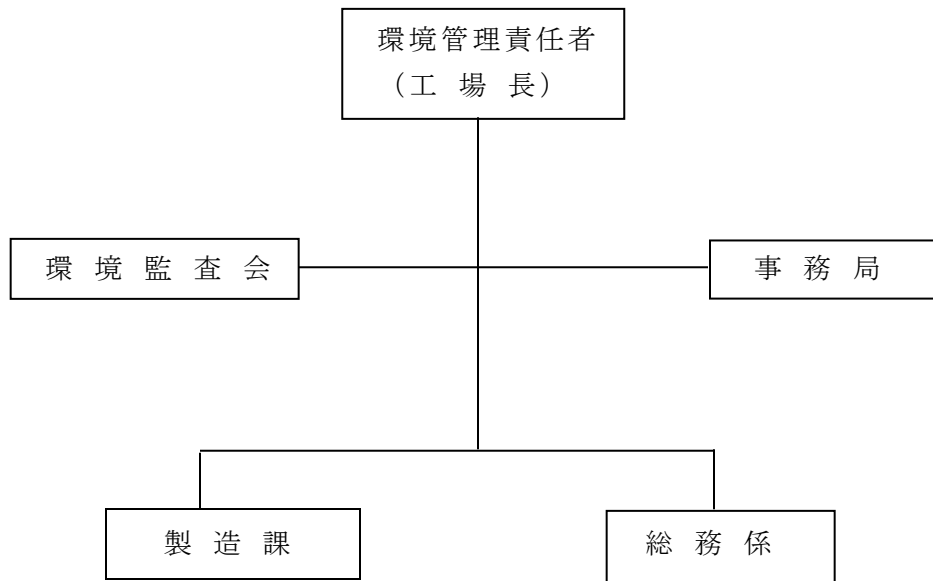 環境管理責任者
（工 場 長）
環 境 監 査 会
事 務 局
製 造 課
総 務 係